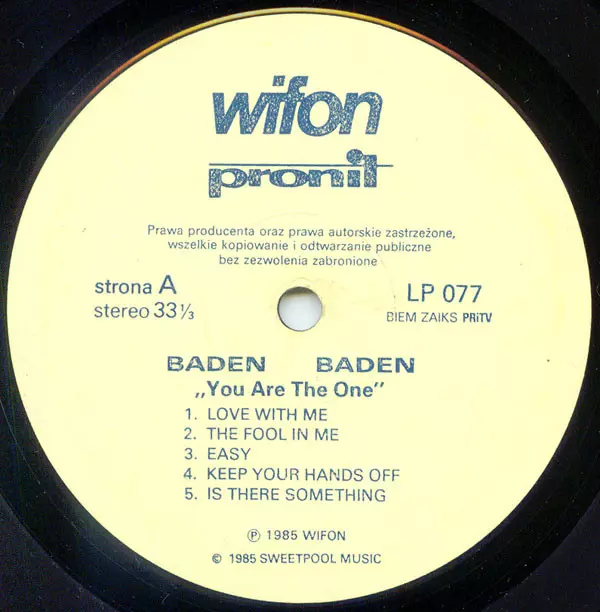 wifon
pronit
Prawa producenta oraz prawa autorskie zastrzeżone,
wszelkie kopiowanie i odtwarzanie publiczne
bez zezwolenia zabronione
strona A
stereo 33 1/3
LP 077
BIEM ZAIKS PRiTV
BADEN BADEN
„You Are The One”
1. LOVE WITH ME
2. THE FOOL IN ME
3. EASY
4. KEEP YOUR HANDS OFF
5. IS THERE SOMETHING
Ⓟ 1985 WIFON
© 1985 SWEETPOOL MUSIC